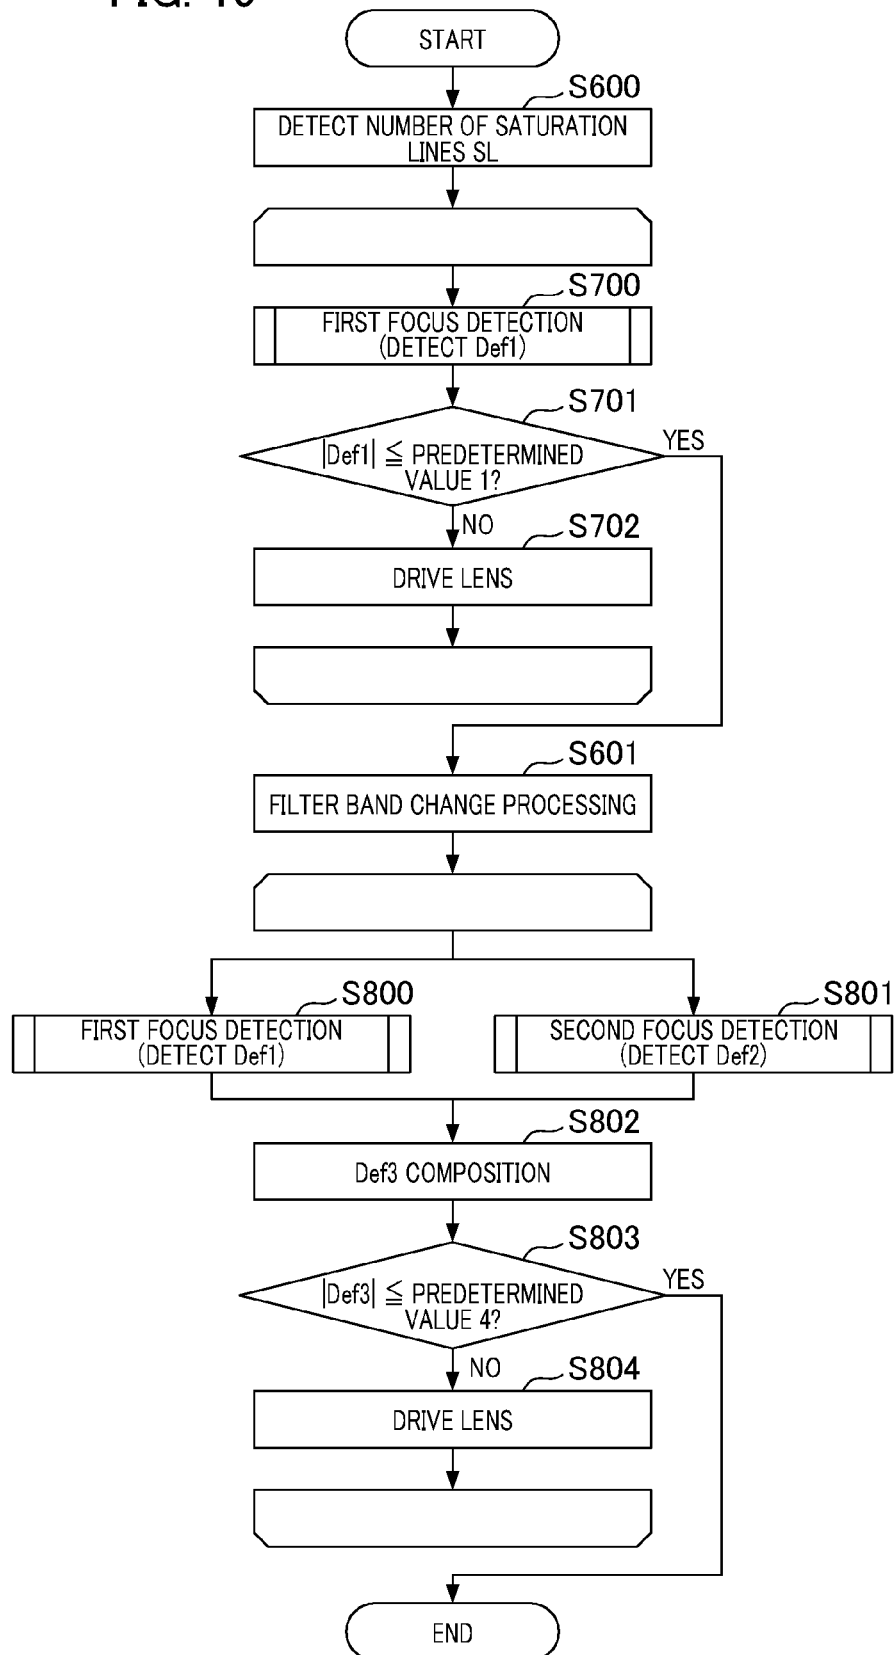 START
S600
DETECT NUMBER OF SATURATION
LINES SL
S700
FIRST FOCUS DETECTION
(DETECT Def1)
S701
|Def1| ≦ PREDETERMINED
VALUE 1?
YES
NO
S702
DRIVE LENS
S601
FILTER BAND CHANGE PROCESSING
S800
FIRST FOCUS DETECTION
(DETECT Def1)
S801
SECOND FOCUS DETECTION
(DETECT Def2)
S802
Def3 COMPOSITION
S803
|Def3| ≦ PREDETERMINED
VALUE 4?
YES
NO
S804
DRIVE LENS
END